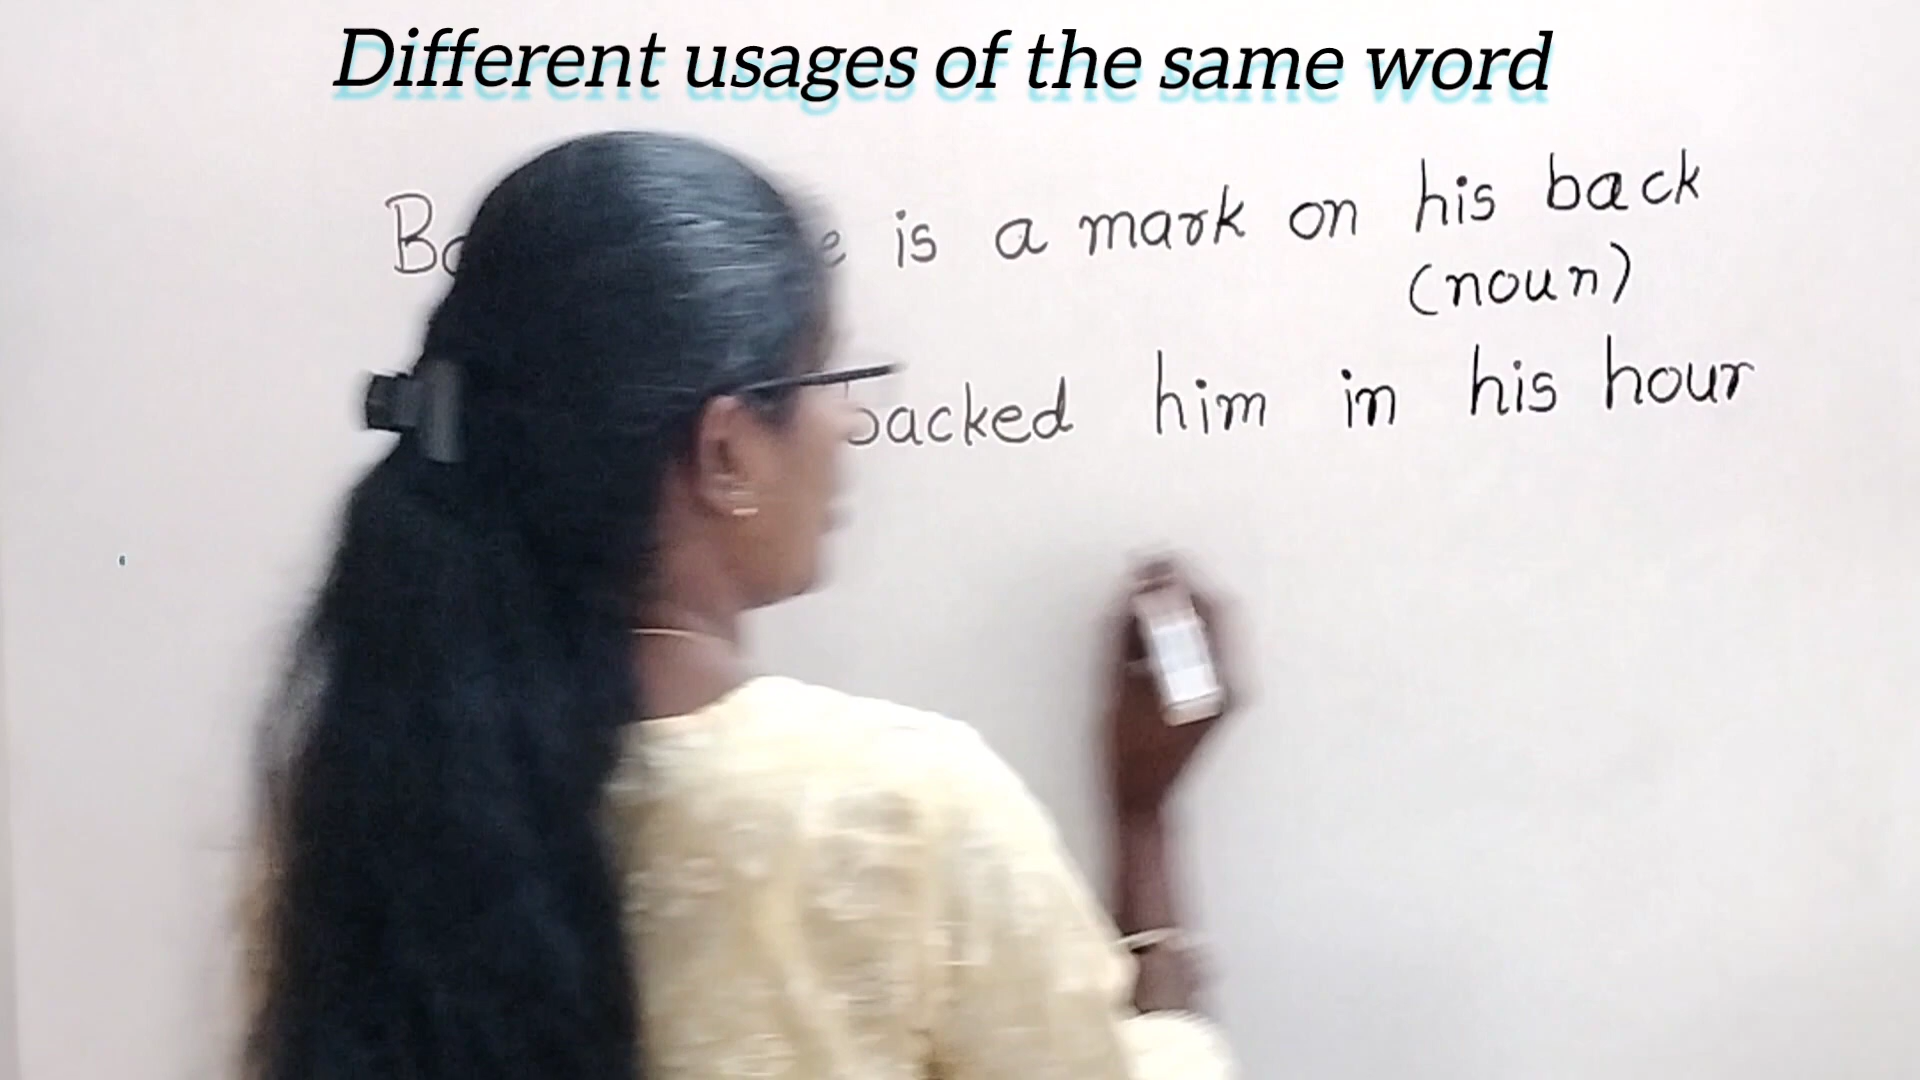 Different usages of the same word
is a mark on his back
(noun)
backed him in his hour